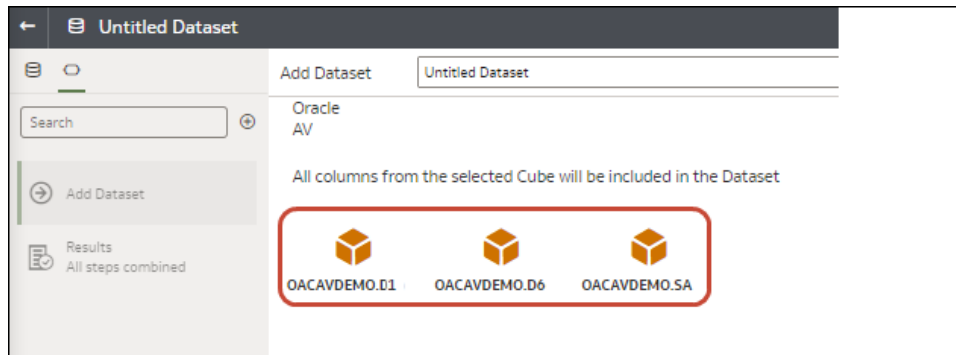 Untitled Dataset
Add Dataset
Untitled Dataset
Search
Oracle
AV
All columns from the selected Cube will be included in the Dataset
Add Dataset
Results
All steps combined
OACAVDEMO.D1
OACAVDEMO.D6
OACAVDEMO.SA